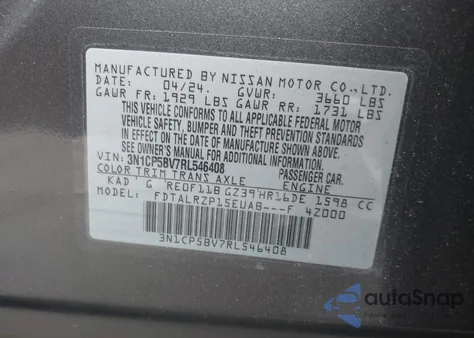 MANUFACTURED BY NISSAN MOTOR CO., LTD.
DATE: 04/24. GVWR: 3660 LBS
GAWR FR: 1929 LBS GAWR RR: 1731 LBS
THIS VEHICLE CONFORMS TO ALL APPLICABLE FEDERAL MOTOR
VEHICLE SAFETY, BUMPER AND THEFT PREVENTION STANDARDS
IN EFFECT ON THE DATE OF MANUFACTURE SHOWN ABOVE.
SEE OWNER'S MANUAL FOR FURTHER INFORMATION.
VIN: 3N1CP5BV7RL546408 PASS.CAR
COLOR TRIM TRANS AXLE ENGINE
KAD G RE0F11B GZ39 HR16DE 1598 CC
MODEL: FDTALRZP15EUAB---F 42000
3N1CP5BV7RL546408
autoSnap